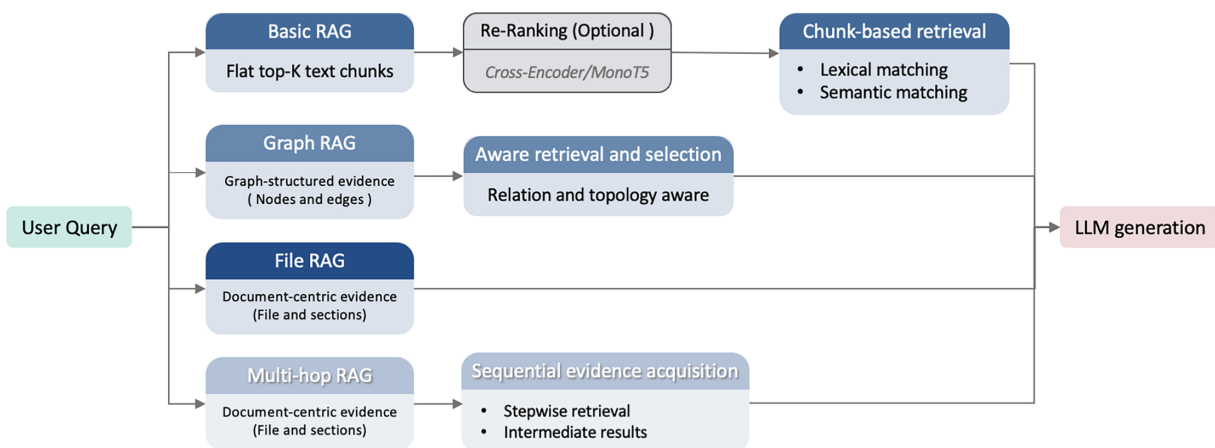 Basic RAG
Flat top-K text chunks
Re-Ranking (Optional )
Cross-Encoder/MonoT5
Chunk-based retrieval
• Lexical matching
• Semantic matching
Graph RAG
Graph-structured evidence
( Nodes and edges )
Aware retrieval and selection
Relation and topology aware
User Query
LLM generation
File RAG
Document-centric evidence
(File and sections)
Multi-hop RAG
Document-centric evidence
(File and sections)
Sequential evidence acquisition
• Stepwise retrieval
• Intermediate results